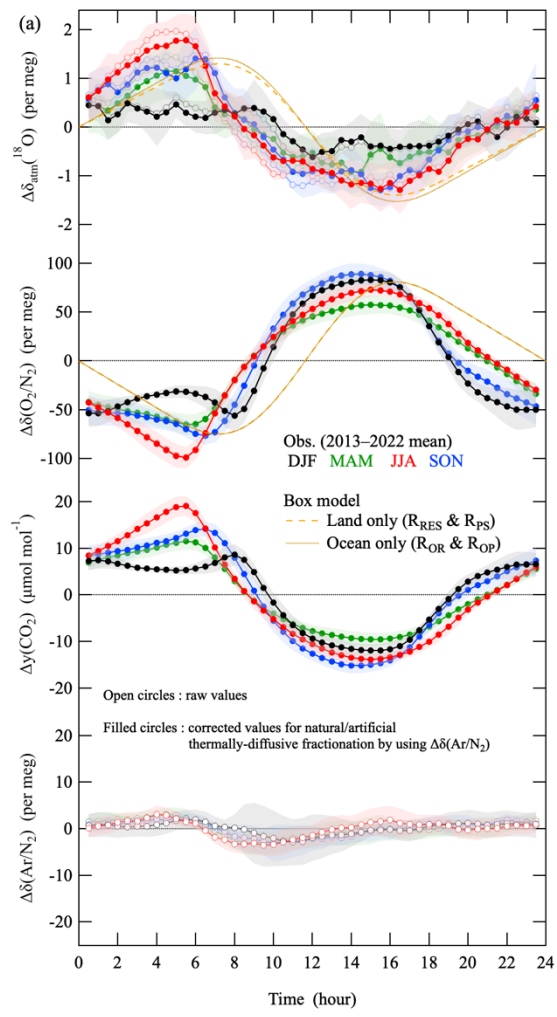 (a)
2
1
0
-1
-2
Δδatm(18O) (per meg)
100
50
0
-50
-100
Δδ(O2/N2) (per meg)
Obs. (2013–2022 mean)
DJF MAM JJA SON
Box model
Land only (RRES & RPS)
Ocean only (ROR & ROP)
20
10
0
-10
-20
Δy(CO2) (μmol mol-1)
Open circles : raw values
Filled circles : corrected values for natural/artificial
thermally-diffusive fractionation by using Δδ(Ar/N2)
20
10
0
-10
-20
Δδ(Ar/N2) (per meg)
0 2 4 6 8 10 12 14 16 18 20 22 24
Time (hour)